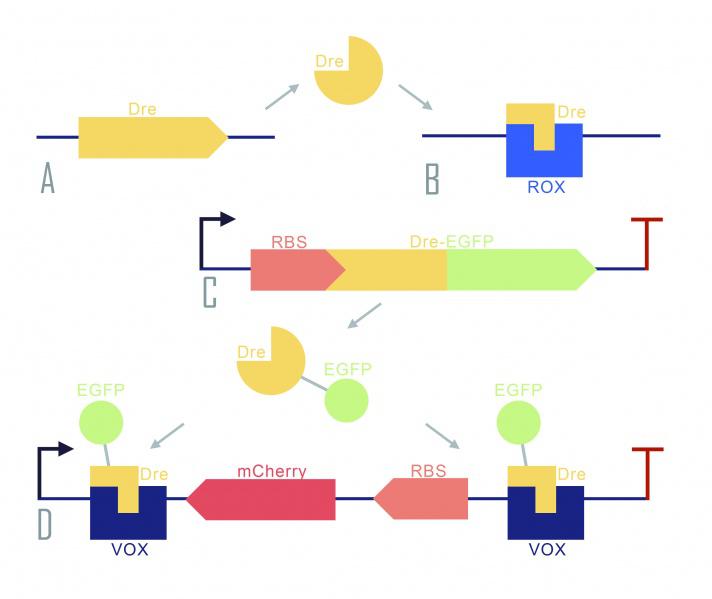 Dre
Dre
Dre
A
B
ROX
RBS
Dre-EGFP
C
Dre
EGFP
EGFP
EGFP
Dre
mCherry
RBS
Dre
D
VOX
VOX